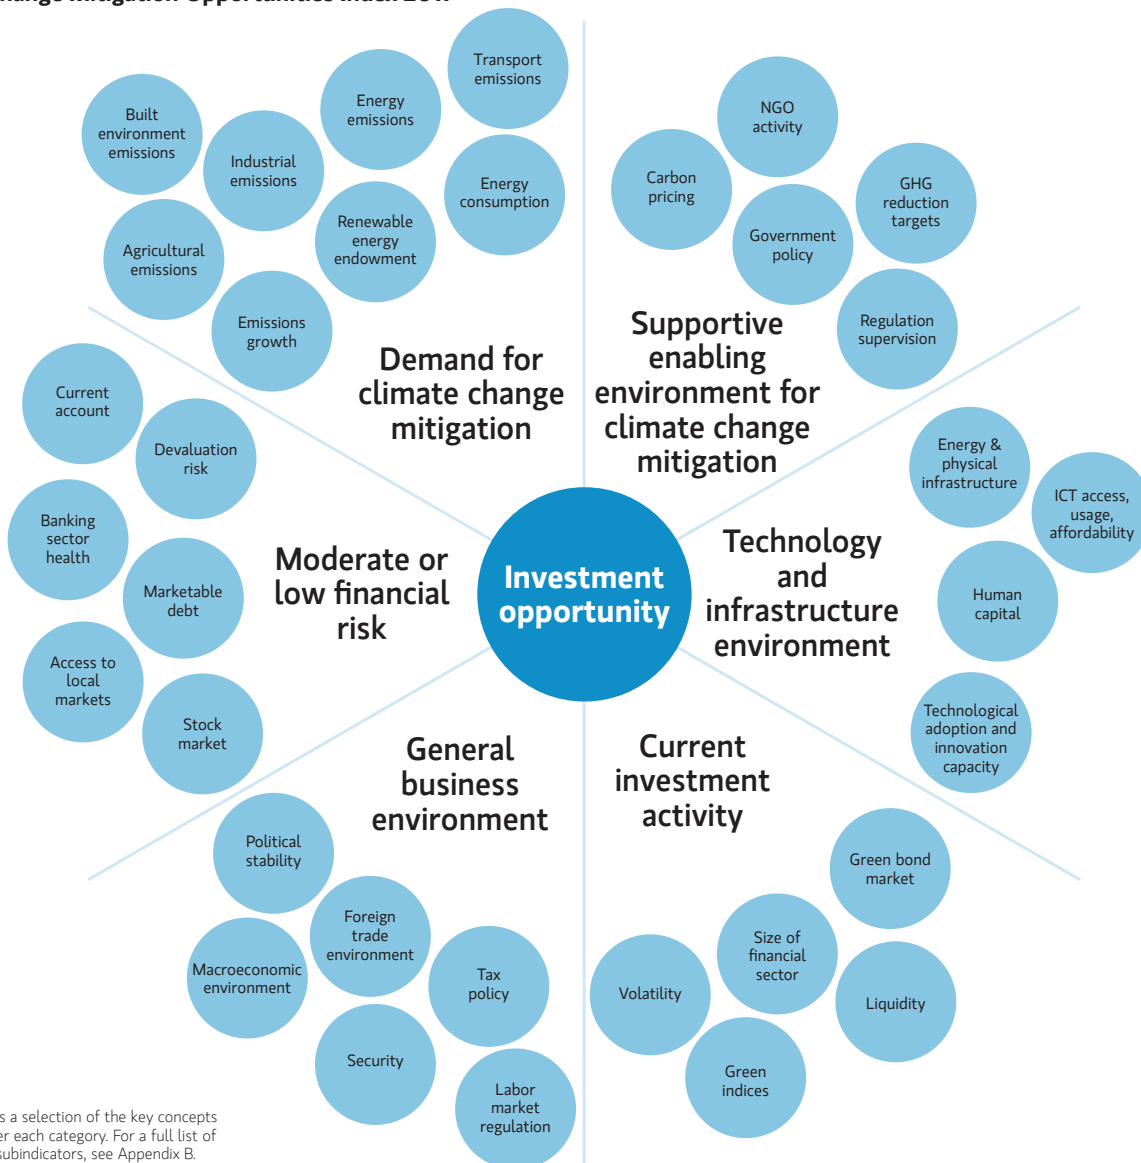 Change Mitigation Opportunities Index
Transport
emissions
Energy
emissions
Built
environment
emissions
Industrial
emissions
Energy
consumption
Renewable
energy
endowment
Agricultural
emissions
Emissions
growth
Demand for
climate change
mitigation
NGO
activity
Carbon
pricing
GHG
reduction
targets
Government
policy
Regulation
supervision
Supportive
enabling
environment for
climate change
mitigation
Energy &
physical
infrastructure
ICT access,
usage,
affordability
Human
capital
Technological
adoption and
innovation
capacity
Technology
and
infrastructure
environment
Current
account
Devaluation
risk
Banking
sector
health
Marketable
debt
Access to
local
markets
Stock
market
Moderate or
low financial
risk
Investment
opportunity
General
business
environment
Political
stability
Foreign
trade
environment
Macroeconomic
environment
Tax
policy
Security
Labor
market
regulation
Current
investment
activity
Green bond
market
Size of
financial
sector
Volatility
Liquidity
Green
indices
s a selection of the key concepts
er each category. For a full list of
subindicators, see Appendix B.